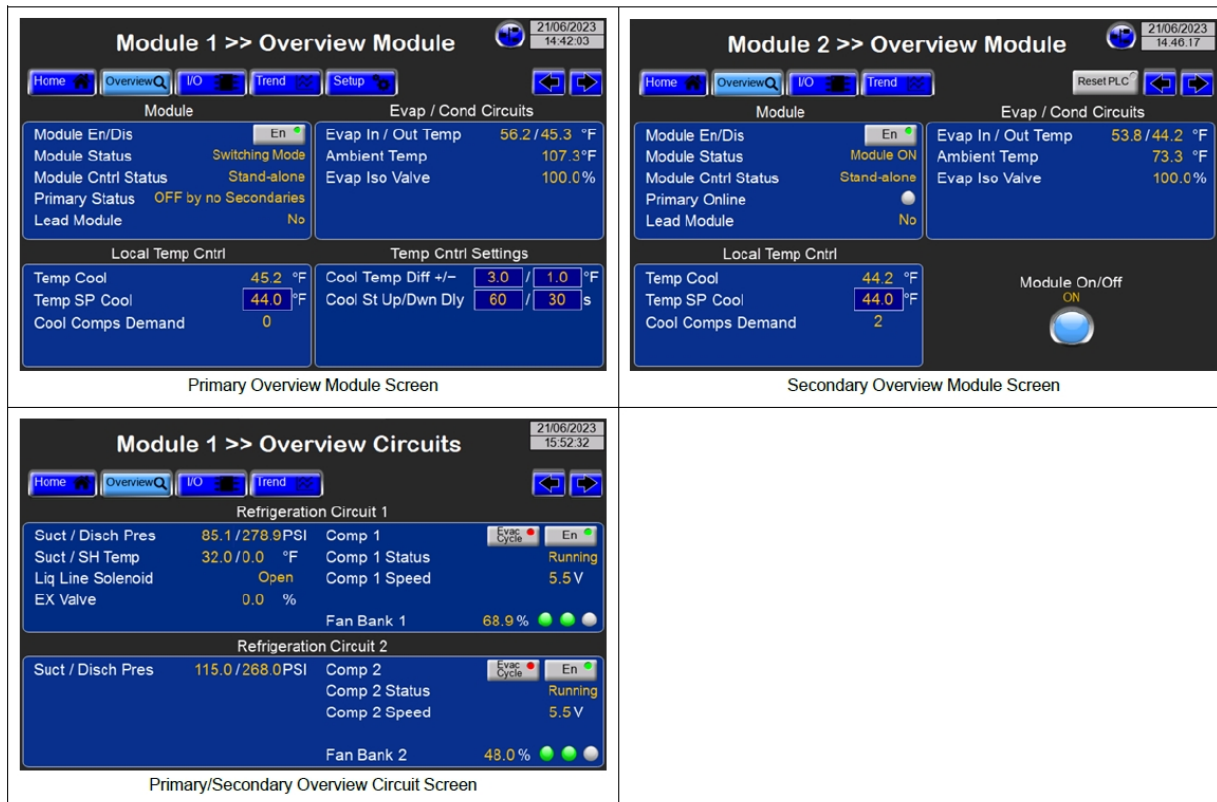 Module 1 >> Overview Module
21/06/2023
14:42:03
Home Overview I/O Trend Setup
Module
Module En/Dis En
Module Status Switching Mode
Module Cntrl Status Stand-alone
Primary Status OFF by no Secondaries
Lead Module No
Evap / Cond Circuits
Evap In / Out Temp 56.2/45.3 °F
Ambient Temp 107.3°F
Evap Iso Valve 100.0%
Local Temp Cntrl
Temp Cool 45.2 °F
Temp SP Cool 44.0 °F
Cool Comps Demand 0
Temp Cntrl Settings
Cool Temp Diff +/− 3.0 / 1.0 °F
Cool St Up/Dwn Dly 60 / 30 s
Primary Overview Module Screen
Module 2 >> Overview Module
21/06/2023
14:46:17
Home Overview I/O Trend Reset PLC
Module
Module En/Dis En
Module Status Module ON
Module Cntrl Status Stand-alone
Primary Online
Lead Module No
Evap / Cond Circuits
Evap In / Out Temp 53.8/44.2 °F
Ambient Temp 73.3 °F
Evap Iso Valve 100.0%
Local Temp Cntrl
Temp Cool 44.2 °F
Temp SP Cool 44.0 °F
Cool Comps Demand 2
Module On/Off
ON
Secondary Overview Module Screen
Module 1 >> Overview Circuits
21/06/2023
15:52:32
Home Overview I/O Trend
Refrigeration Circuit 1
Suct / Disch Pres 85.1/278.9PSI Comp 1 Evac Cycle En
Suct / SH Temp 32.0/0.0 °F Comp 1 Status Running
Liq Line Solenoid Open Comp 1 Speed 5.5 V
EX Valve 0.0 %
Fan Bank 1 68.9%
Refrigeration Circuit 2
Suct / Disch Pres 115.0/268.0PSI Comp 2 Evac Cycle En
Comp 2 Status Running
Comp 2 Speed 5.5 V
Fan Bank 2 48.0%
Primary/Secondary Overview Circuit Screen